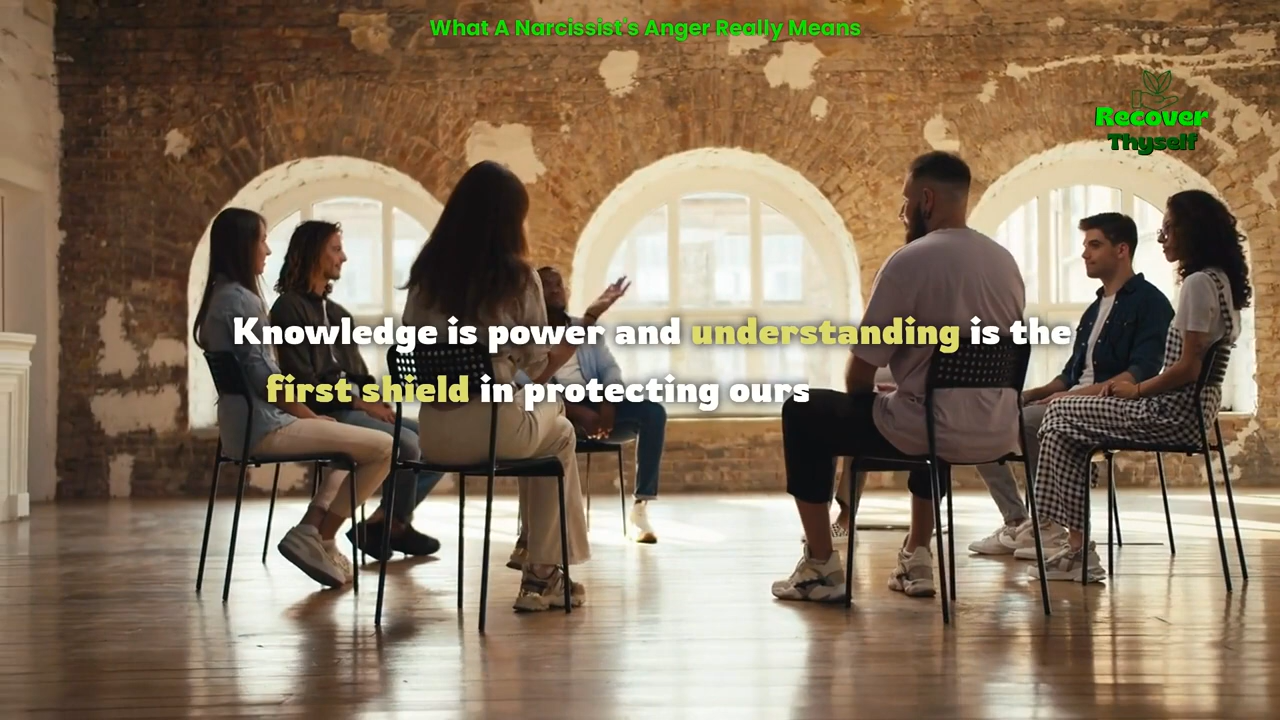 What A Narcissist's Anger Really Means
Recover
Thyself
Knowledge is power and understanding is the
first shield in protecting ours